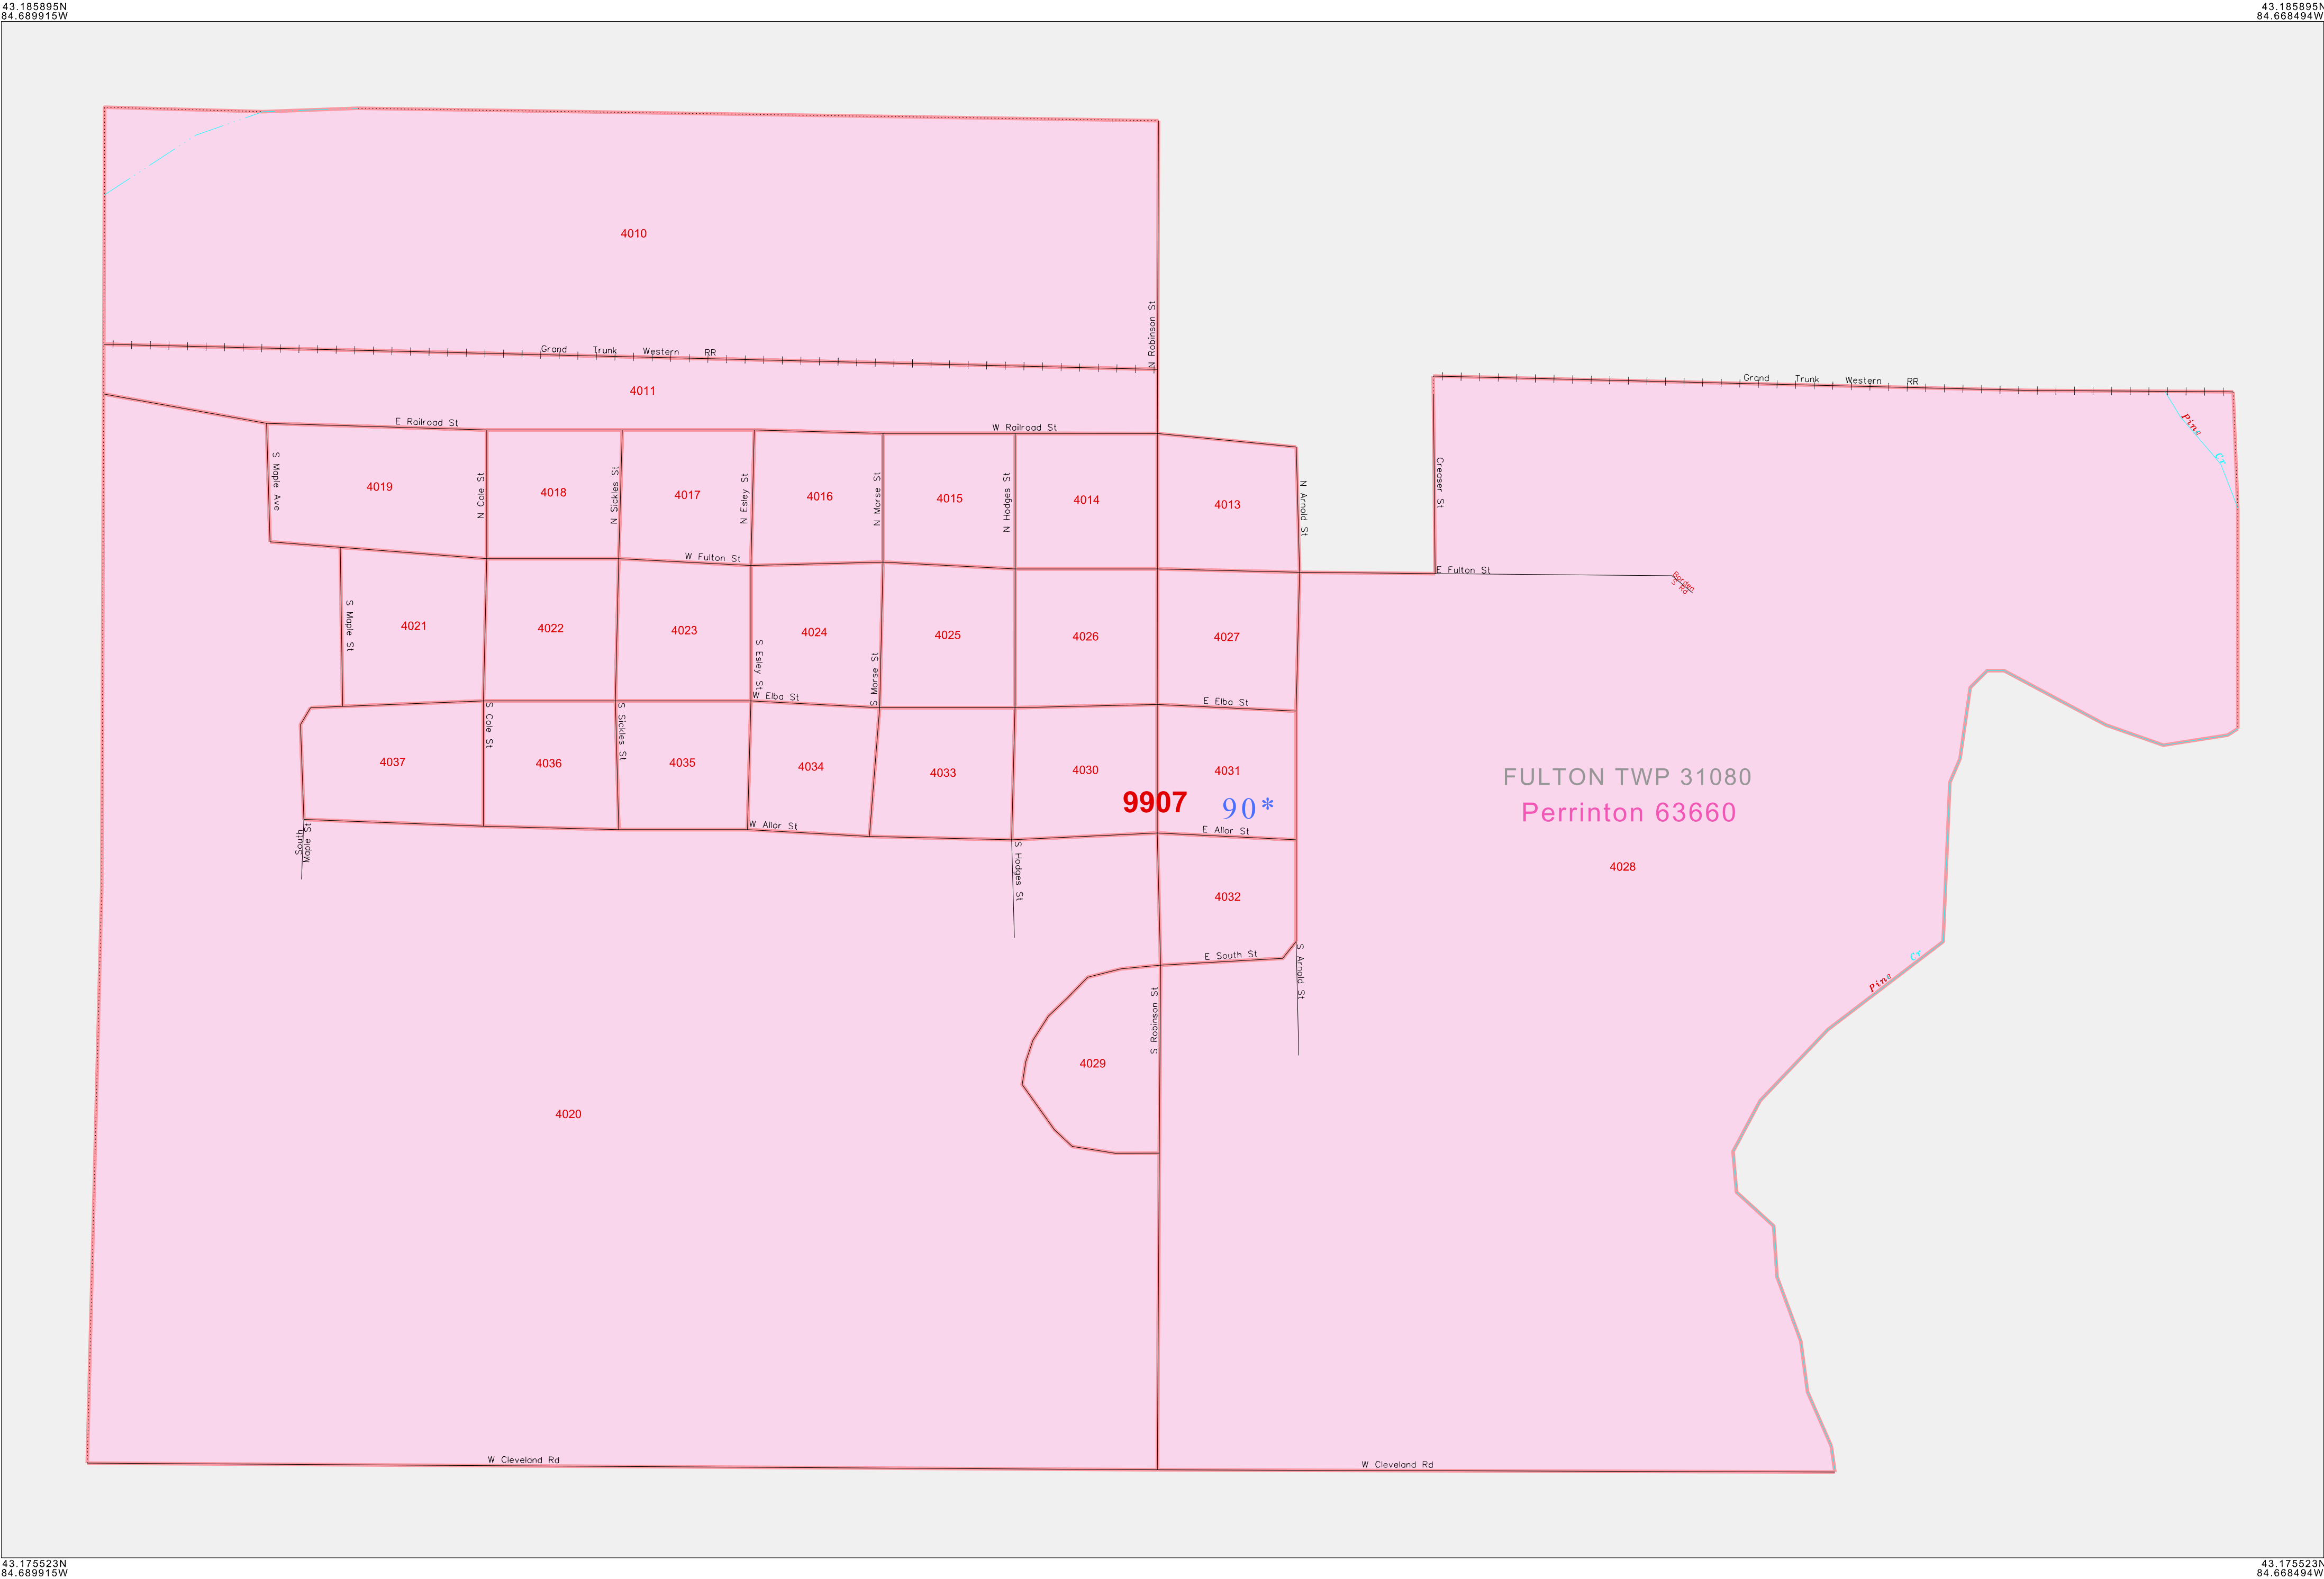 43.185895N
84.689915W
43.185895N
84.668494W
4010
N Robinson St
Grand Trunk Western RR
Grand Trunk Western RR
4011
E Railroad St
W Railroad St
Pine Cr
S Maple Ave
4019
N Cole St
4018
N Sickles St
4017
N Esley St
4016
N Morse St
4015
N Hodges St
4014
4013
N Arnold St
Creaser St
W Fulton St
E Fulton St
Borden
S Rd
S Maple St
4021
4022
4023
S Esley St
4024
S Morse St
4025
4026
4027
W Elba St
E Elba St
4037
S Cole St
4036
S Sickles St
4035
4034
4033
4030
4031
9907
90*
FULTON TWP 31080
Perrinton 63660
W Allor St
E Allor St
South
Maple St
S Hodges St
4032
4028
E South St
S Arnold St
Pine Cr
S Robinson St
4029
4020
W Cleveland Rd
W Cleveland Rd
43.175523N
84.689915W
43.175523N
84.668494W